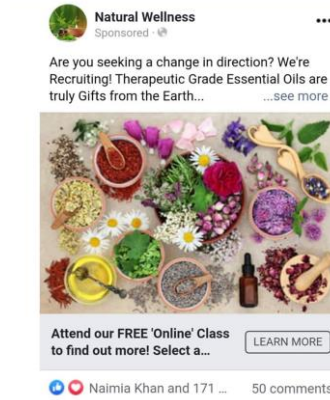 Natural Wellness
Sponsored ·
Are you seeking a change in direction? We're
Recruiting! Therapeutic Grade Essential Oils are
truly Gifts from the Earth... ...see more
Attend our FREE 'Online' Class
to find out more! Select a...
LEARN MORE
Naimia Khan and 171 ... 50 comments